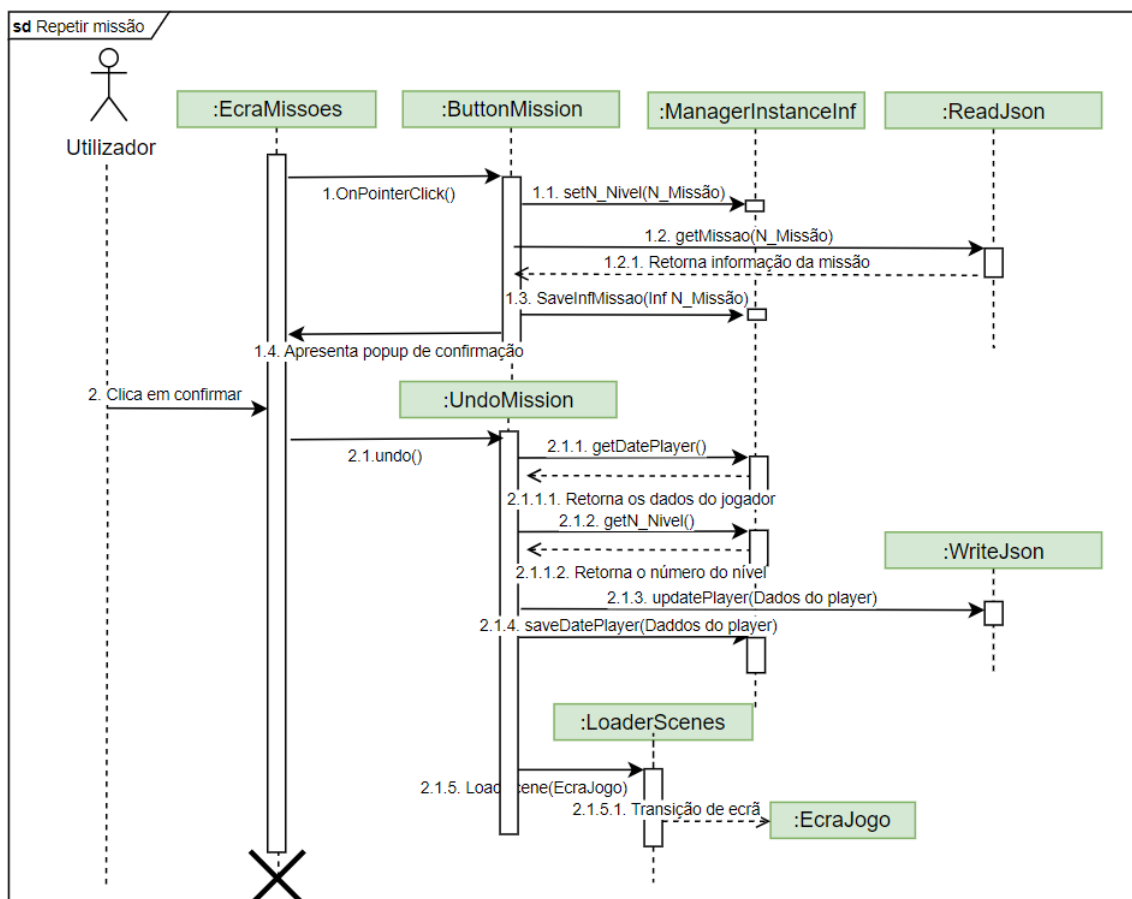 sd Repetir missão
:EcraMissoes
:ButtonMission
:ManagerInstanceInf
:ReadJson
Utilizador
1.OnPointerClick()
1.1. setN_Nivel(N_Missão)
1.2. getMissao(N_Missão)
1.2.1. Retorna informação da missão
1.3. SaveInfMissao(Inf N_Missão)
1.4. Apresenta popup de confirmação
2. Clica em confirmar
:UndoMission
2.1.undo()
2.1.1. getDatePlayer()
2.1.1.1. Retorna os dados do jogador
2.1.2. getN_Nivel()
2.1.1.2. Retorna o número do nível
:WriteJson
2.1.3. updatePlayer(Dados do player)
2.1.4. saveDatePlayer(Daddos do player)
:LoaderScenes
2.1.5. Load cene(EcraJogo)
2.1.5.1. Transição de ecrã
:EcraJogo